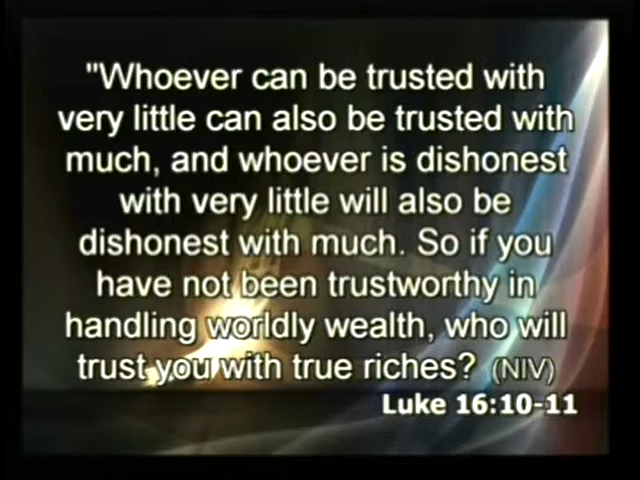 "Whoever can be trusted with
very little can also be trusted with
much, and whoever is dishonest
with very little will also be
dishonest with much. So if you
have not been trustworthy in
handling worldly wealth, who will
trust you with true riches? (NIV)
Luke 16:10-11